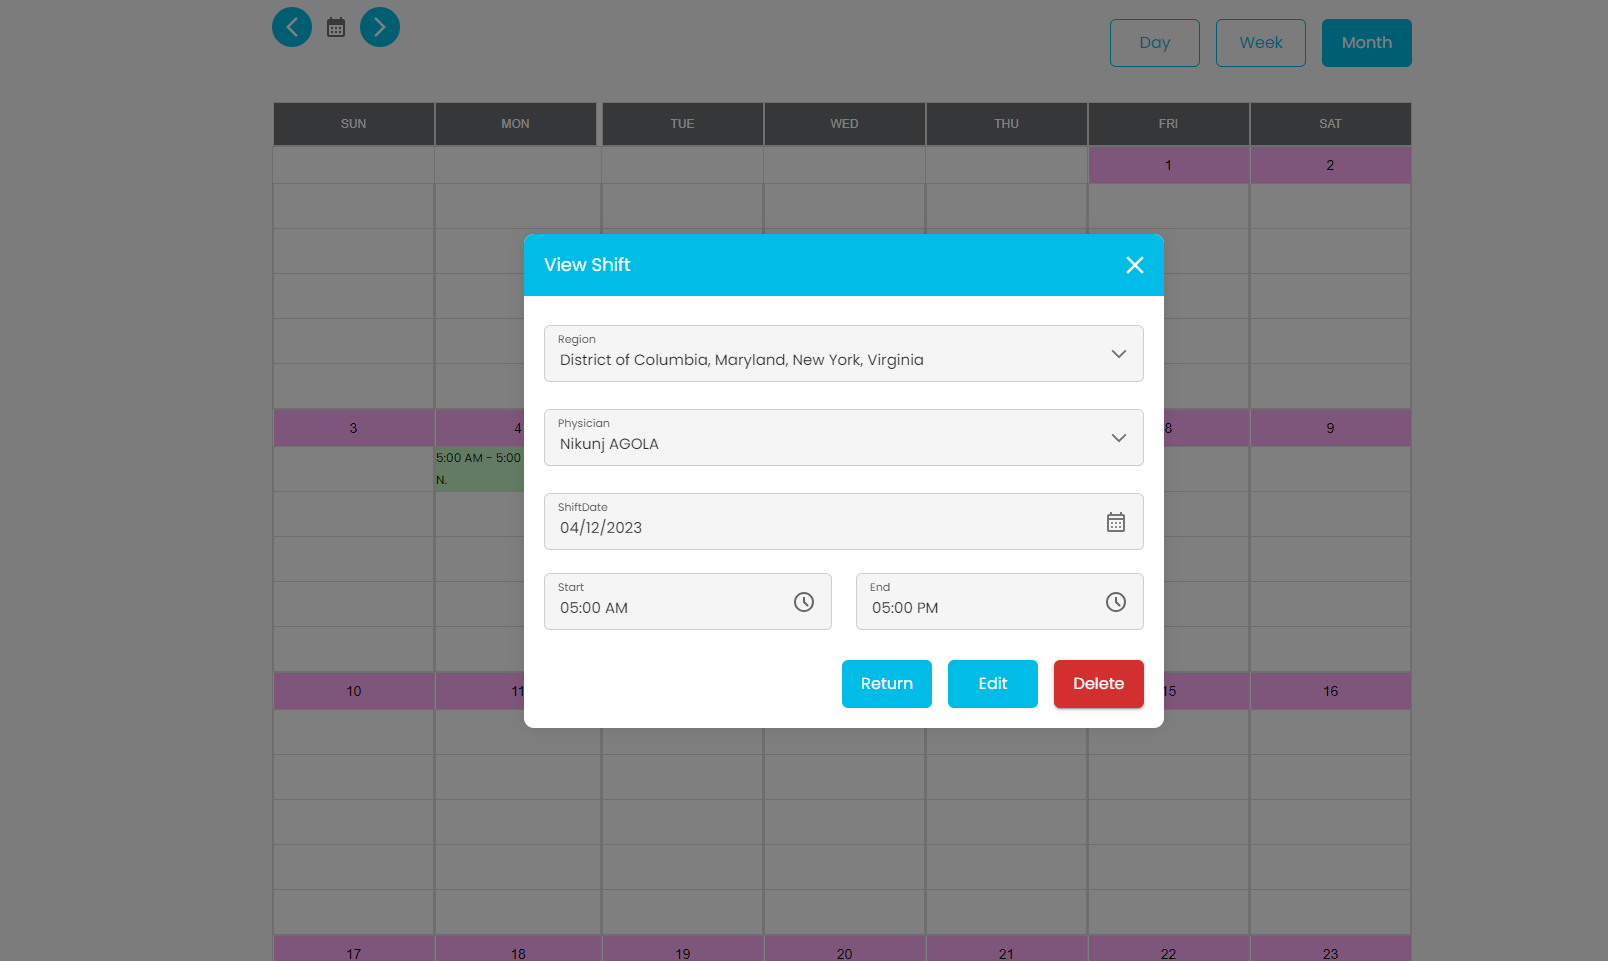 Day Week Month
SUN MON TUE WED THU FRI SAT
1 2
View Shift
Region
District of Columbia, Maryland, New York, Virginia
Physician
Nikunj AGOLA
3 4 8 9
5:00 AM - 5:00
N.
ShiftDate
04/12/2023
Start End
05:00 AM 05:00 PM
Return Edit Delete
10 11 15 16
17 18 19 20 21 22 23